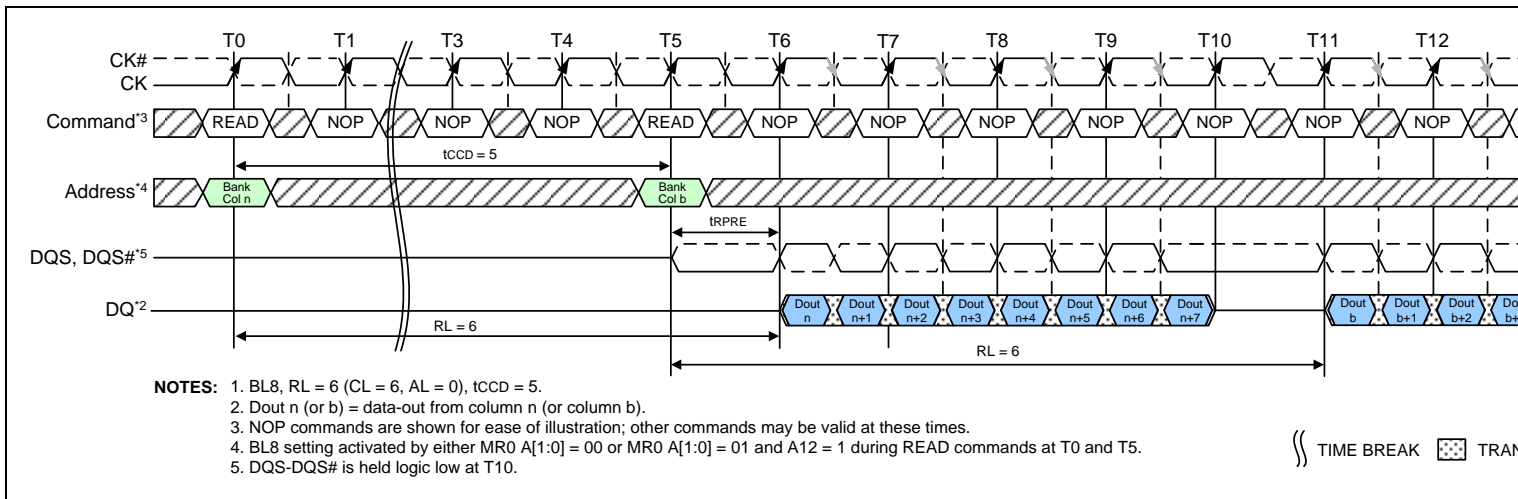 T0 T1 T3 T4 T5 T6 T7 T8 T9 T10 T11 T12
CK#
CK
Command*3 READ NOP NOP NOP READ NOP NOP NOP NOP NOP NOP NOP
tCCD = 5
Address*4 Bank Col n Bank Col b
tRPRE
DQS, DQS#*5
DQ*2 Dout n Dout n+1 Dout n+2 Dout n+3 Dout n+4 Dout n+5 Dout n+6 Dout n+7 Dout b Dout b+1 Dout b+2
RL = 6
RL = 6
NOTES: 1. BL8, RL = 6 (CL = 6, AL = 0), tCCD = 5.
2. Dout n (or b) = data-out from column n (or column b).
3. NOP commands are shown for ease of illustration; other commands may be valid at these times.
4. BL8 setting activated by either MR0 A[1:0] = 00 or MR0 A[1:0] = 01 and A12 = 1 during READ commands at T0 and T5.
5. DQS-DQS# is held logic low at T10.
TIME BREAK TRAN